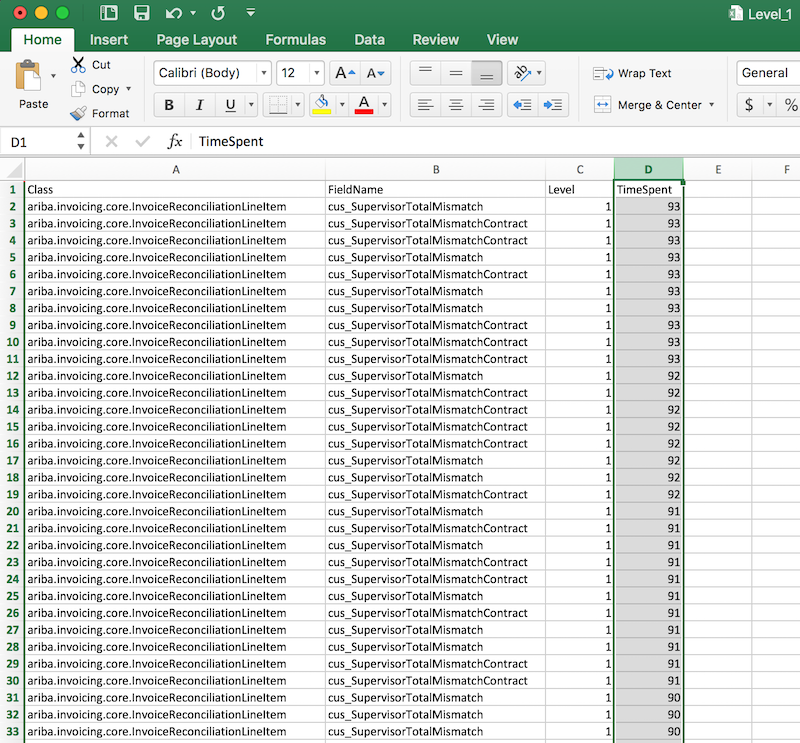 Level_1
Home Insert Page Layout Formulas Data Review View
Paste Cut Copy Format Calibri (Body) 12 A A Wrap Text General
B I U A Merge & Center $ %
D1 fx TimeSpent
A B C D E F
1 Class FieldName Level TimeSpent
2 ariba.invoicing.core.InvoiceReconciliationLineItem cus_SupervisorTotalMismatch 1 93
3 ariba.invoicing.core.InvoiceReconciliationLineItem cus_SupervisorTotalMismatchContract 1 93
4 ariba.invoicing.core.InvoiceReconciliationLineItem cus_SupervisorTotalMismatchContract 1 93
5 ariba.invoicing.core.InvoiceReconciliationLineItem cus_SupervisorTotalMismatch 1 93
6 ariba.invoicing.core.InvoiceReconciliationLineItem cus_SupervisorTotalMismatchContract 1 93
7 ariba.invoicing.core.InvoiceReconciliationLineItem cus_SupervisorTotalMismatch 1 93
8 ariba.invoicing.core.InvoiceReconciliationLineItem cus_SupervisorTotalMismatch 1 93
9 ariba.invoicing.core.InvoiceReconciliationLineItem cus_SupervisorTotalMismatchContract 1 93
10 ariba.invoicing.core.InvoiceReconciliationLineItem cus_SupervisorTotalMismatchContract 1 93
11 ariba.invoicing.core.InvoiceReconciliationLineItem cus_SupervisorTotalMismatchContract 1 93
12 ariba.invoicing.core.InvoiceReconciliationLineItem cus_SupervisorTotalMismatch 1 92
13 ariba.invoicing.core.InvoiceReconciliationLineItem cus_SupervisorTotalMismatchContract 1 92
14 ariba.invoicing.core.InvoiceReconciliationLineItem cus_SupervisorTotalMismatchContract 1 92
15 ariba.invoicing.core.InvoiceReconciliationLineItem cus_SupervisorTotalMismatchContract 1 92
16 ariba.invoicing.core.InvoiceReconciliationLineItem cus_SupervisorTotalMismatchContract 1 92
17 ariba.invoicing.core.InvoiceReconciliationLineItem cus_SupervisorTotalMismatch 1 92
18 ariba.invoicing.core.InvoiceReconciliationLineItem cus_SupervisorTotalMismatch 1 92
19 ariba.invoicing.core.InvoiceReconciliationLineItem cus_SupervisorTotalMismatchContract 1 92
20 ariba.invoicing.core.InvoiceReconciliationLineItem cus_SupervisorTotalMismatch 1 91
21 ariba.invoicing.core.InvoiceReconciliationLineItem cus_SupervisorTotalMismatchContract 1 91
22 ariba.invoicing.core.InvoiceReconciliationLineItem cus_SupervisorTotalMismatch 1 91
23 ariba.invoicing.core.InvoiceReconciliationLineItem cus_SupervisorTotalMismatchContract 1 91
24 ariba.invoicing.core.InvoiceReconciliationLineItem cus_SupervisorTotalMismatchContract 1 91
25 ariba.invoicing.core.InvoiceReconciliationLineItem cus_SupervisorTotalMismatch 1 91
26 ariba.invoicing.core.InvoiceReconciliationLineItem cus_SupervisorTotalMismatchContract 1 91
27 ariba.invoicing.core.InvoiceReconciliationLineItem cus_SupervisorTotalMismatch 1 91
28 ariba.invoicing.core.InvoiceReconciliationLineItem cus_SupervisorTotalMismatch 1 91
29 ariba.invoicing.core.InvoiceReconciliationLineItem cus_SupervisorTotalMismatchContract 1 91
30 ariba.invoicing.core.InvoiceReconciliationLineItem cus_SupervisorTotalMismatchContract 1 91
31 ariba.invoicing.core.InvoiceReconciliationLineItem cus_SupervisorTotalMismatch 1 90
32 ariba.invoicing.core.InvoiceReconciliationLineItem cus_SupervisorTotalMismatch 1 90
33 ariba.invoicing.core.InvoiceReconciliationLineItem cus_SupervisorTotalMismatch 1 90